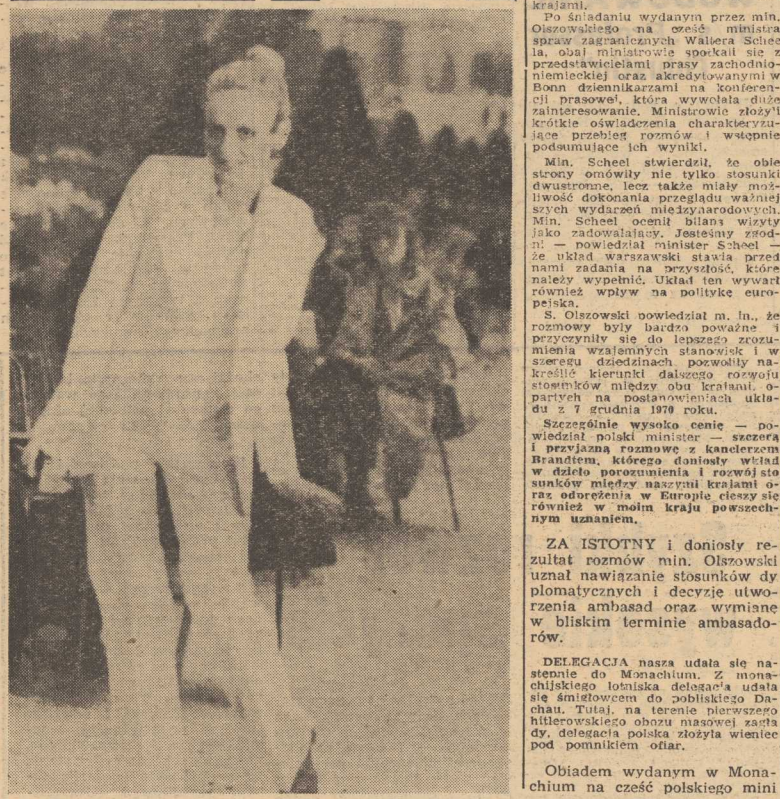 krajami.
Po śniadaniu wydanym przez min.
Olszowskiego na cześć ministra
spraw zagranicznych Waltera Schee
la, obaj ministrowie spotkali się z
przedstawicielami prasy zachodnio-
niemieckiej oraz akredytowanymi w
Bonn dziennikarzami na konferen-
cji prasowej, która wywołała duże
zainteresowanie. Ministrowie złoży'i
krótkie oświadczenia charakteryzu-
jące przebieg rozmów i wstępnie
podsumujące ich wyniki.
Min. Scheel stwierdził, że obie
strony omówiły nie tylko stosunki
dwustronne, lecz także miały moż-
liwość dokonania przeglądu ważniej
szych wydarzeń międzynarodowych.
Min. Scheel ocenił bilans wizyty
jako zadowalający. Jesteśmy zgod-
ni — powiedział minister Scheel —
że układ warszawski stawia przed
nami zadania na przyszłość, które
należy wypełnić. Układ ten wywarł
również wpływ na politykę euro-
pejską.
S. Olszowski powiedział m. in., że
rozmowy były bardzo poważne i
przyczyniły się do lepszego zrozu-
mienia wzajemnych stanowisk i w
szeregu dziedzinach pozwoliły na-
kreślić kierunki dalszego rozwoju
stosunków między obu krajami, o-
partych na postanowieniach ukła-
du z 7 grudnia 1970 roku.
Szczególnie wysoko cenię — po-
wiedział polski minister — szczerą
i przyjazną rozmowę z kanclerzem
Brandtem, którego doniosły wkład
w dzieło porozumienia i rozwój sto
sunków między naszymi krajami o-
raz odprężenia w Europie cieszy się
również w moim kraju powszech-
nym uznaniem.
ZA ISTOTNY i doniosły re-
zultat rozmów min. Olszowski
uznał nawiązanie stosunków dy
plomatycznych i decyzję utwo-
rzenia ambasad oraz wymianę
w bliskim terminie ambasado-
rów.
DELEGACJA nasza udała się na-
stępnie do Monachium. Z mona-
chijskiego lotniska delegacja udała
się śmigłowcem do pobliskiego Da-
chau. Tutaj, na terenie pierwszego
hitlerowskiego obozu masowej zagła
dy, delegacja polska złożyła wieniec
pod pomnikiem ofiar.
Obiadem wydanym w Mona-
chium na cześć polskiego mini